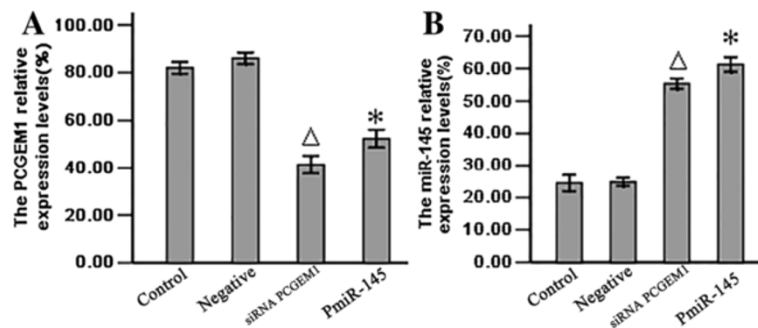 A
The PCGEM1 relative
expression levels(%)
100.00
80.00
60.00
40.00
20.00
0.00
△
*
Control
Negative
siRNA PCGEM1
PmiR-145
B
The miR-145 relative
expression levels(%)
70.00
60.00
50.00
40.00
30.00
20.00
10.00
0.00
△
*
Control
Negative
siRNA PCGEM1
PmiR-145